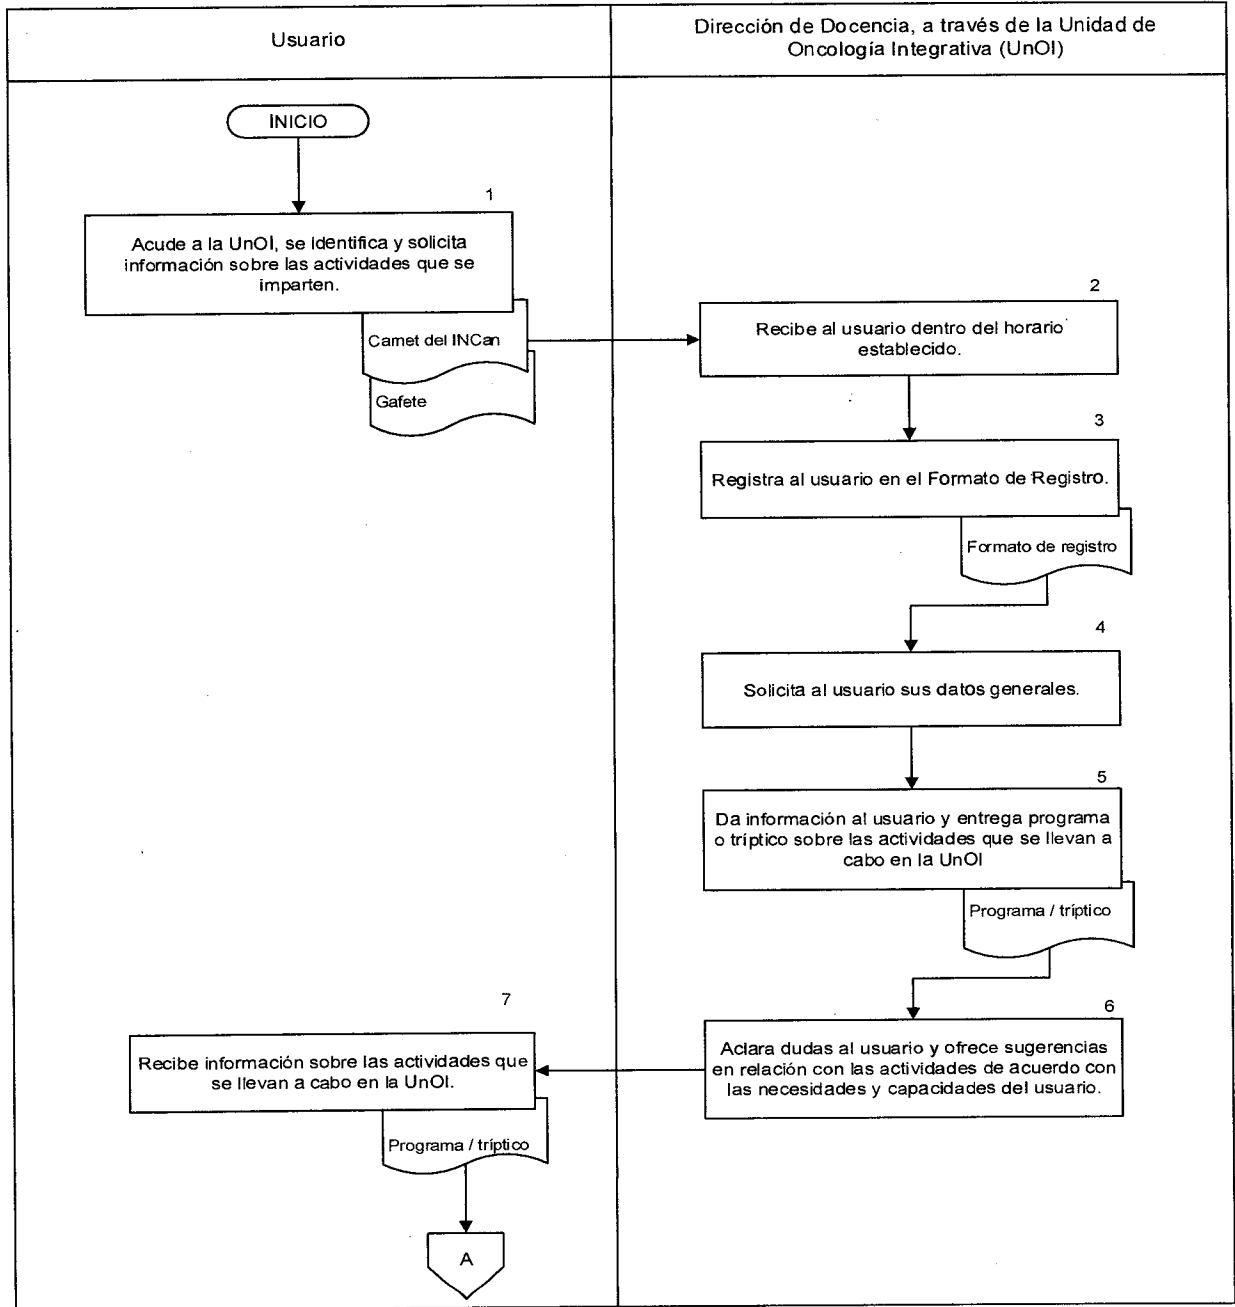 Usuario
Dirección de Docencia, a través de la Unidad de
Oncología Integrativa (UnOI)
INICIO
1
Acude a la UnOI, se identifica y solicita
información sobre las actividades que se
imparten.
Carnet del INCan
Gafete
2
Recibe al usuario dentro del horario
establecido.
3
Registra al usuario en el Formato de Registro.
Formato de registro
4
Solicita al usuario sus datos generales.
5
Da información al usuario y entrega programa
o tríptico sobre las actividades que se llevan a
cabo en la UnOI
Programa / tríptico
6
Aclara dudas al usuario y ofrece sugerencias
en relación con las actividades de acuerdo con
las necesidades y capacidades del usuario.
7
Recibe información sobre las actividades que
se llevan a cabo en la UnOI.
Programa / tríptico
A